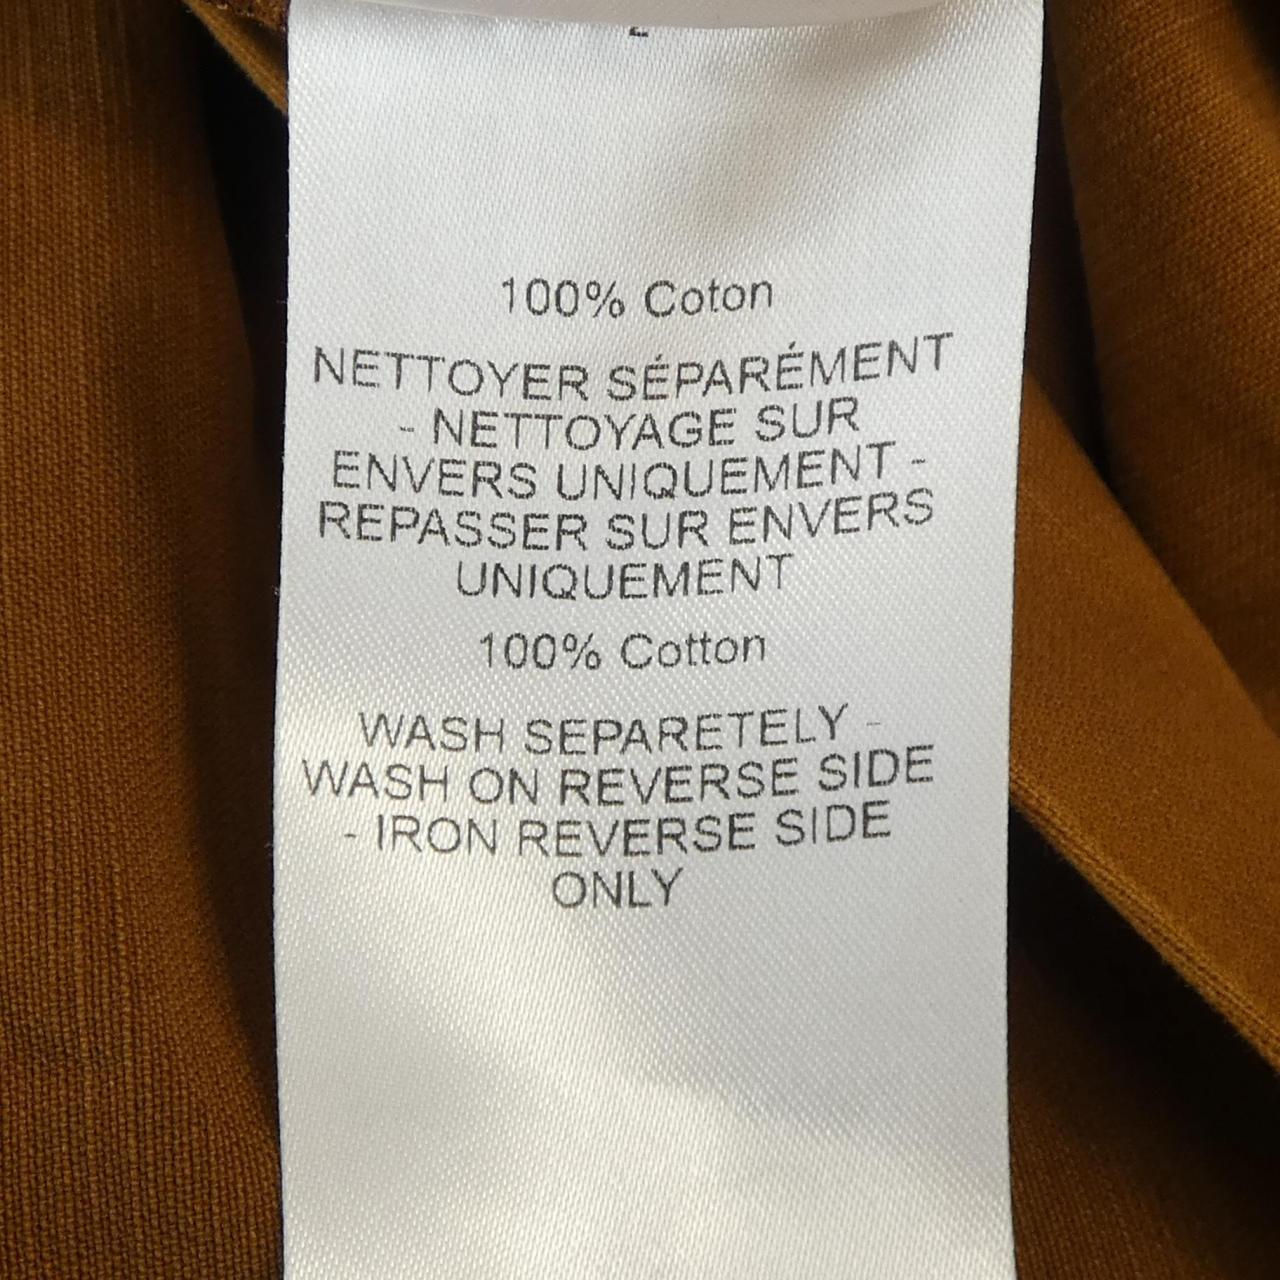 100% Coton
NETTOYER SÉPARÉMENT
- NETTOYAGE SUR
ENVERS UNIQUEMENT -
REPASSER SUR ENVERS
UNIQUEMENT
100% Cotton
WASH SEPARETELY -
WASH ON REVERSE SIDE
- IRON REVERSE SIDE
ONLY